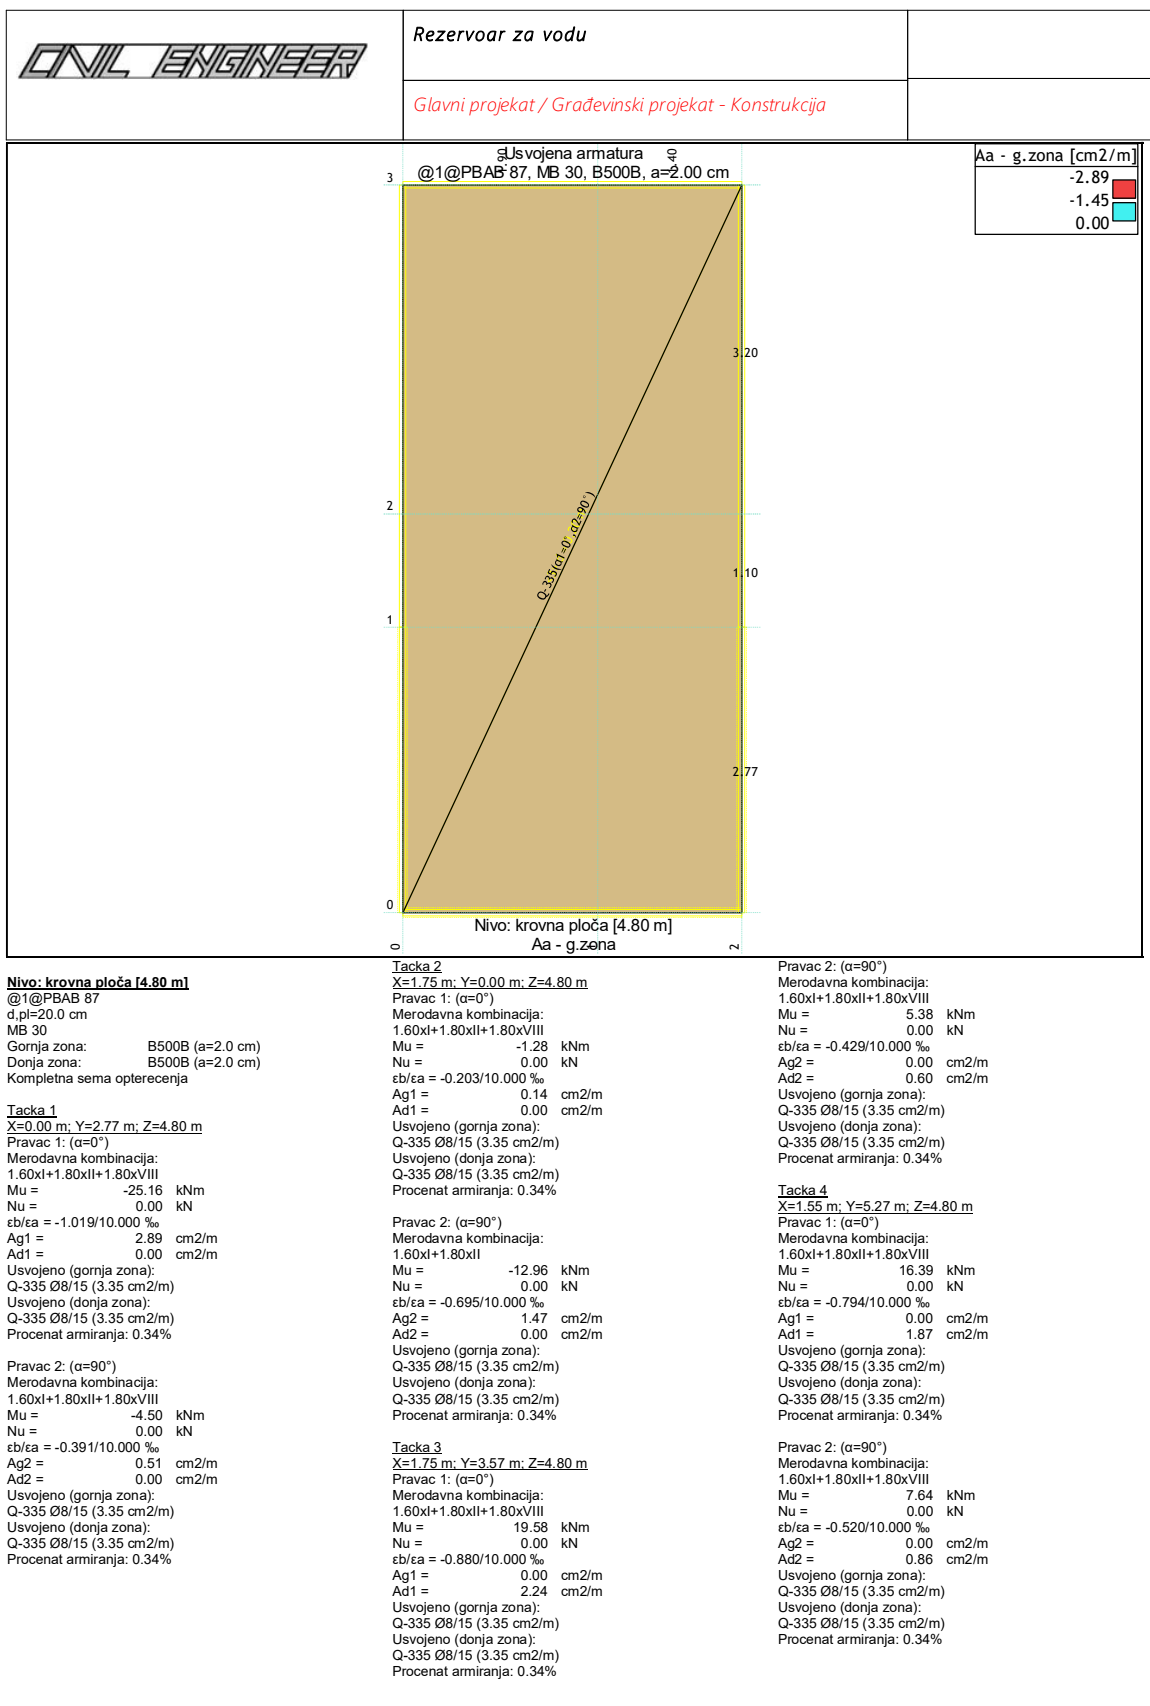 CIVIL ENGINEER
Rezervoar za vodu
Glavni projekat / Građevinski projekat - Konstrukcija
Usvojena armatura
@1@PBAB 87, MB 30, B500B, a=2.00 cm
Aa - g.zona [cm2/m]
-2.89
-1.45
0.00
3
3.20
2
Q-335(α1=0°,α2=90°)
1.10
1
2.77
0
Nivo: krovna ploča [4.80 m]
Aa - g.zona
0
2
Nivo: krovna ploča [4.80 m]
@1@PBAB 87
d,pl=20.0 cm
MB 30
Gornja zona: B500B (a=2.0 cm)
Donja zona: B500B (a=2.0 cm)
Kompletna sema opterecenja
Tacka 1
X=0.00 m; Y=2.77 m; Z=4.80 m
Pravac 1: (α=0°)
Merodavna kombinacija:
1.60xI+1.80xII+1.80xVIII
Mu = -25.16 kNm
Nu = 0.00 kN
εb/εa = -1.019/10.000 ‰
Ag1 = 2.89 cm2/m
Ad1 = 0.00 cm2/m
Usvojeno (gornja zona):
Q-335 Ø8/15 (3.35 cm2/m)
Usvojeno (donja zona):
Q-335 Ø8/15 (3.35 cm2/m)
Procenat armiranja: 0.34%
Pravac 2: (α=90°)
Merodavna kombinacija:
1.60xI+1.80xII+1.80xVIII
Mu = -4.50 kNm
Nu = 0.00 kN
εb/εa = -0.391/10.000 ‰
Ag2 = 0.51 cm2/m
Ad2 = 0.00 cm2/m
Usvojeno (gornja zona):
Q-335 Ø8/15 (3.35 cm2/m)
Usvojeno (donja zona):
Q-335 Ø8/15 (3.35 cm2/m)
Procenat armiranja: 0.34%
Tacka 2
X=1.75 m; Y=0.00 m; Z=4.80 m
Pravac 1: (α=0°)
Merodavna kombinacija:
1.60xI+1.80xII+1.80xVIII
Mu = -1.28 kNm
Nu = 0.00 kN
εb/εa = -0.203/10.000 ‰
Ag1 = 0.14 cm2/m
Ad1 = 0.00 cm2/m
Usvojeno (gornja zona):
Q-335 Ø8/15 (3.35 cm2/m)
Usvojeno (donja zona):
Q-335 Ø8/15 (3.35 cm2/m)
Procenat armiranja: 0.34%
Pravac 2: (α=90°)
Merodavna kombinacija:
1.60xI+1.80xII
Mu = -12.96 kNm
Nu = 0.00 kN
εb/εa = -0.695/10.000 ‰
Ag2 = 1.47 cm2/m
Ad2 = 0.00 cm2/m
Usvojeno (gornja zona):
Q-335 Ø8/15 (3.35 cm2/m)
Usvojeno (donja zona):
Q-335 Ø8/15 (3.35 cm2/m)
Procenat armiranja: 0.34%
Tacka 3
X=1.75 m; Y=3.57 m; Z=4.80 m
Pravac 1: (α=0°)
Merodavna kombinacija:
1.60xI+1.80xII+1.80xVIII
Mu = 19.58 kNm
Nu = 0.00 kN
εb/εa = -0.880/10.000 ‰
Ag1 = 0.00 cm2/m
Ad1 = 2.24 cm2/m
Usvojeno (gornja zona):
Q-335 Ø8/15 (3.35 cm2/m)
Usvojeno (donja zona):
Q-335 Ø8/15 (3.35 cm2/m)
Procenat armiranja: 0.34%
Pravac 2: (α=90°)
Merodavna kombinacija:
1.60xI+1.80xII+1.80xVIII
Mu = 5.38 kNm
Nu = 0.00 kN
εb/εa = -0.429/10.000 ‰
Ag2 = 0.00 cm2/m
Ad2 = 0.60 cm2/m
Usvojeno (gornja zona):
Q-335 Ø8/15 (3.35 cm2/m)
Usvojeno (donja zona):
Q-335 Ø8/15 (3.35 cm2/m)
Procenat armiranja: 0.34%
Tacka 4
X=1.55 m; Y=5.27 m; Z=4.80 m
Pravac 1: (α=0°)
Merodavna kombinacija:
1.60xI+1.80xII+1.80xVIII
Mu = 16.39 kNm
Nu = 0.00 kN
εb/εa = -0.794/10.000 ‰
Ag1 = 0.00 cm2/m
Ad1 = 1.87 cm2/m
Usvojeno (gornja zona):
Q-335 Ø8/15 (3.35 cm2/m)
Usvojeno (donja zona):
Q-335 Ø8/15 (3.35 cm2/m)
Procenat armiranja: 0.34%
Pravac 2: (α=90°)
Merodavna kombinacija:
1.60xI+1.80xII+1.80xVIII
Mu = 7.64 kNm
Nu = 0.00 kN
εb/εa = -0.520/10.000 ‰
Ag2 = 0.00 cm2/m
Ad2 = 0.86 cm2/m
Usvojeno (gornja zona):
Q-335 Ø8/15 (3.35 cm2/m)
Usvojeno (donja zona):
Q-335 Ø8/15 (3.35 cm2/m)
Procenat armiranja: 0.34%